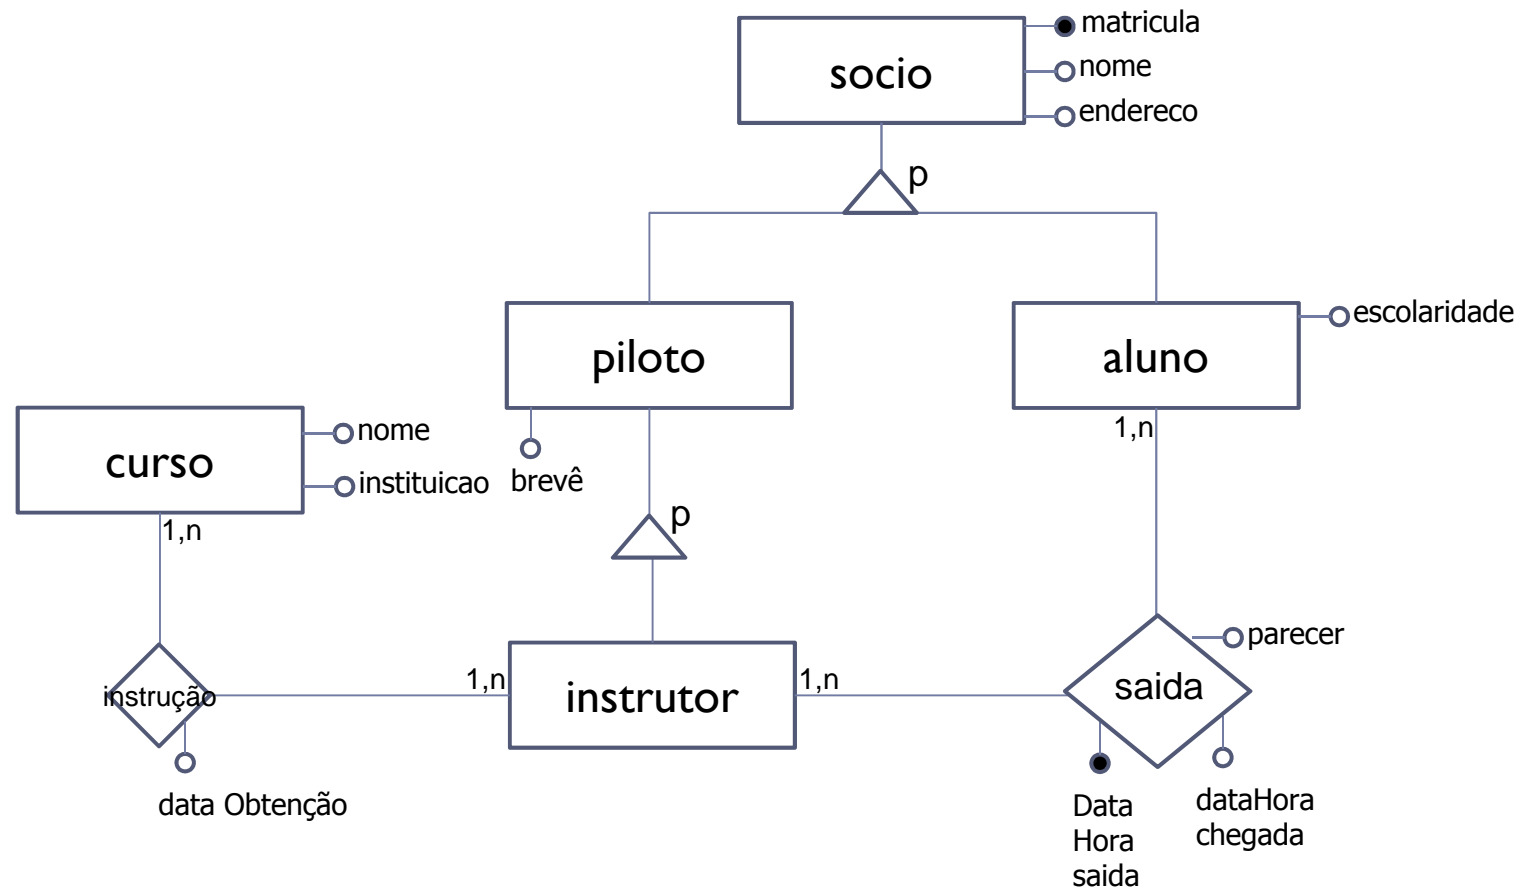 socio
matricula
nome
endereco
p
piloto
aluno
escolaridade
1,n
brevê
curso
nome
instituicao
1,n
p
instrução
1,n
instrutor
1,n
saida
parecer
data Obtenção
Data
Hora
saida
dataHora
chegada